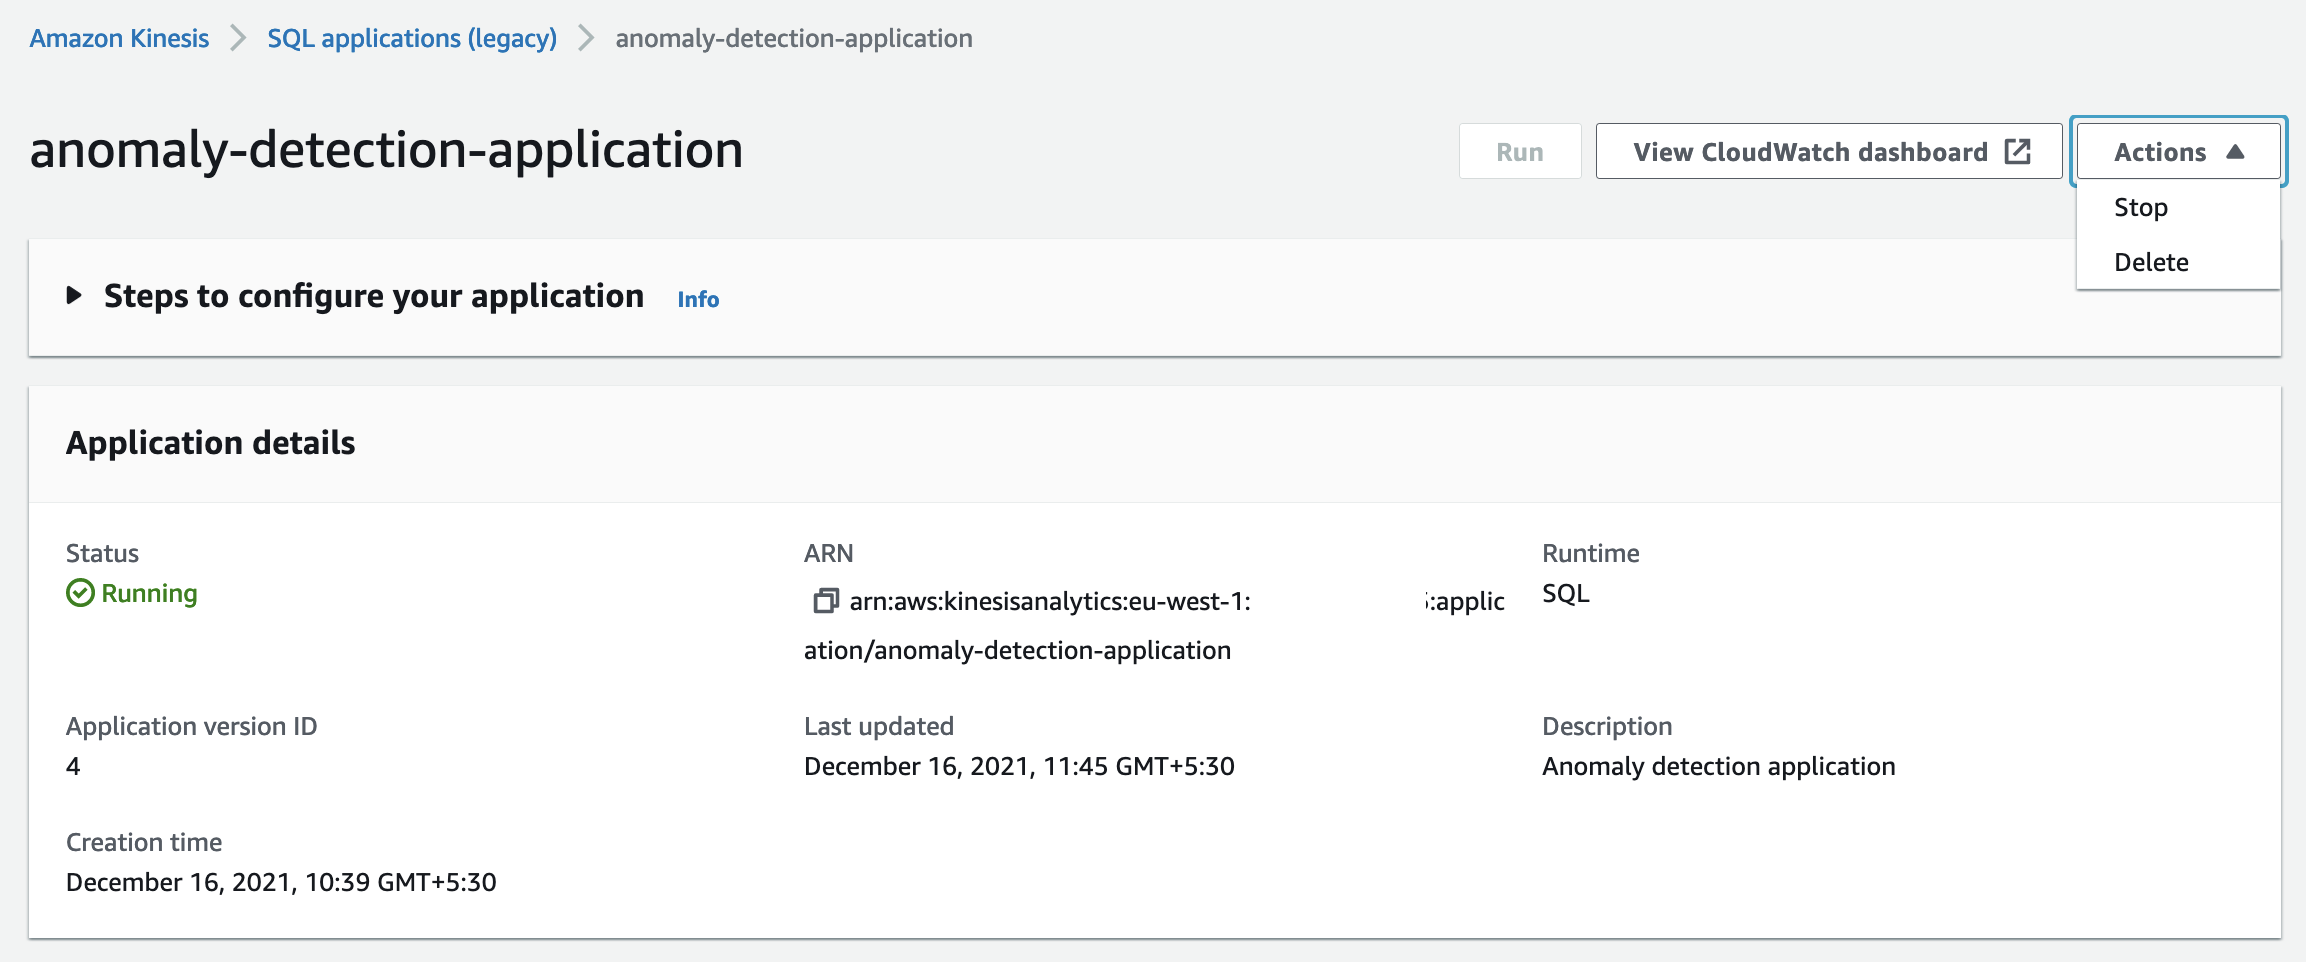 Amazon Kinesis > SQL applications (legacy) > anomaly-detection-application
anomaly-detection-application
Run
View CloudWatch dashboard
Actions
Stop
Delete
Steps to configure your application Info
Application details
Status
Running
ARN
arn:aws:kinesisanalytics:eu-west-1: :applic
ation/anomaly-detection-application
Runtime
SQL
Application version ID
4
Last updated
December 16, 2021, 11:45 GMT+5:30
Description
Anomaly detection application
Creation time
December 16, 2021, 10:39 GMT+5:30